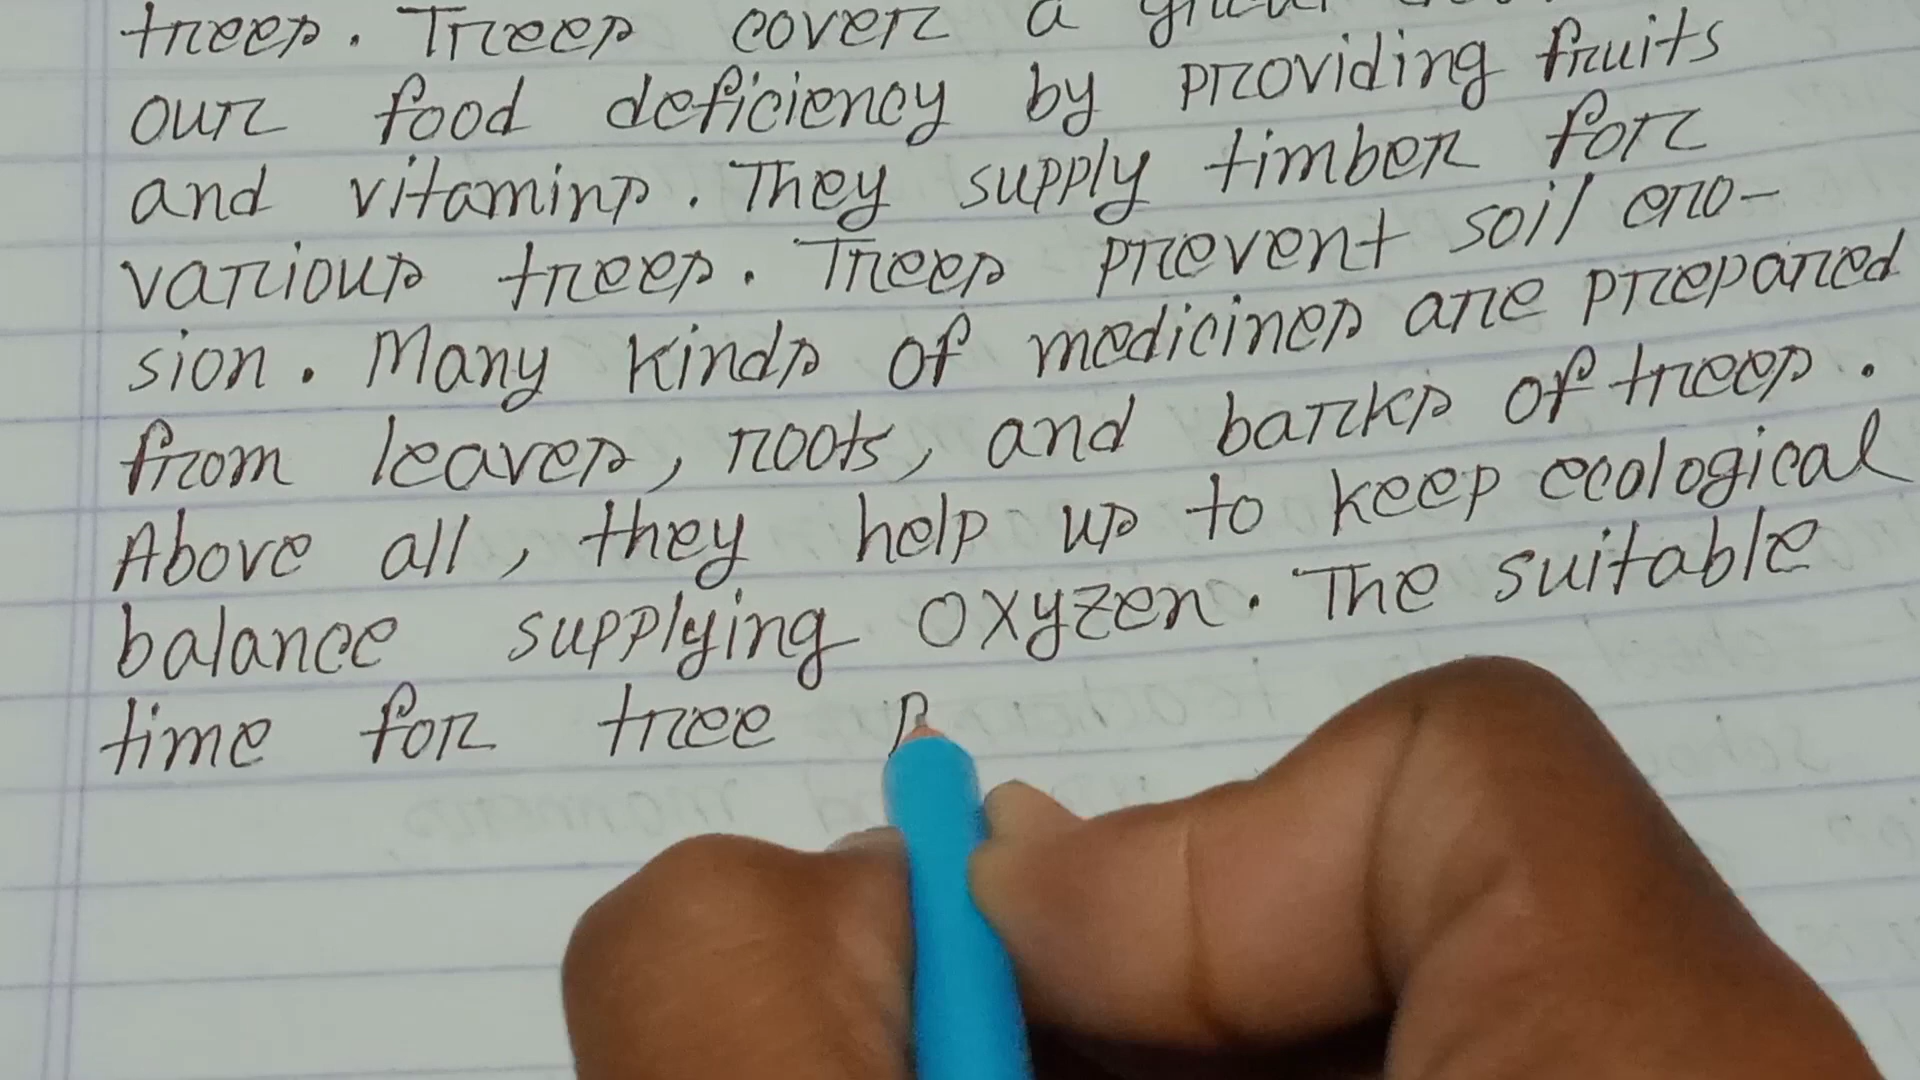 trees. Trees cover a great
our food deficiency by providing fruits
and vitamins. They supply timber for
various trees. Trees prevent soil ero-
sion. Many kinds of medicines are prepared
from leaves, roots, and barks of trees.
Above all, they help us to keep ecological
balance supplying oxyzen. The suitable
time for tree p